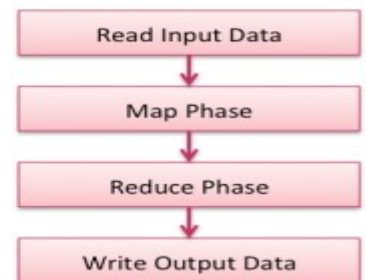 Read Input Data
Map Phase
Reduce Phase
Write Output Data